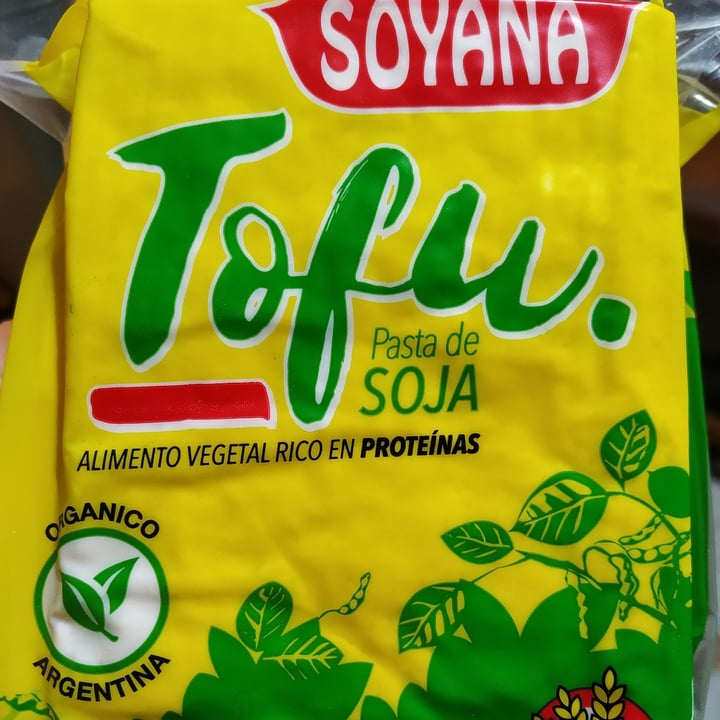 SOYANA
Tofu.
Pasta de
SOJA
ALIMENTO VEGETAL RICO EN PROTEÍNAS
ORGANICO
ARGENTINA